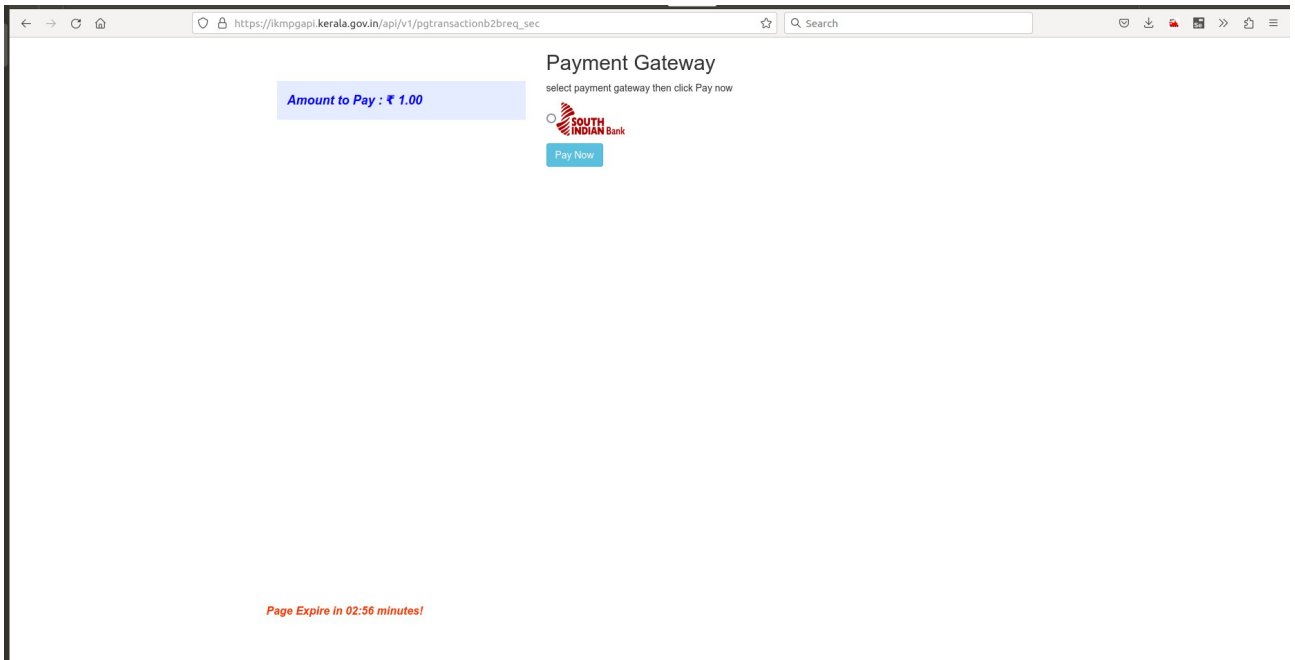 https://ikmpgapi.kerala.gov.in/api/v1/pgtransactionb2breq_sec
Search
Se
Payment Gateway
select payment gateway then click Pay now
Amount to Pay : ₹ 1.00
SOUTH
INDIAN Bank
Pay Now
Page Expire in 02:56 minutes!